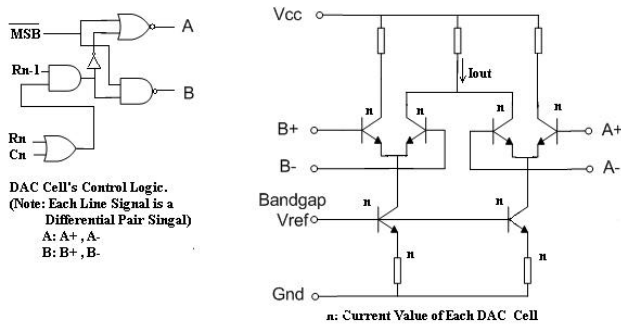 MSB
A
Rn-1
B
Rn
Cn
DAC Cell's Control Logic.
(Note: Each Line Signal is a
Differential Pair Singal)
A: A+ , A-
B: B+ , B-
Vcc
Iout
n
n
n
n
B+
A+
B-
A-
Bandgap
Vref
n
n
n
n
Gnd
n: Current Value of Each DAC Cell